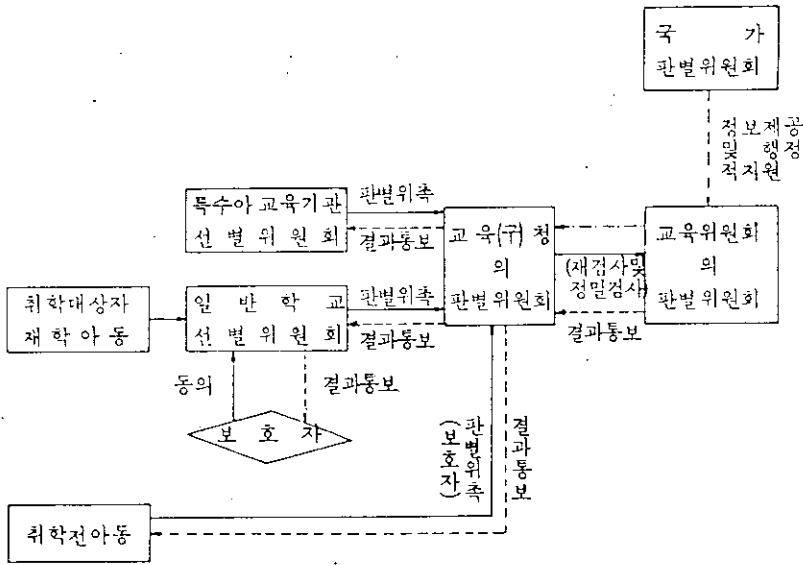 국 가
판별위원회
정보제공
및 행정
적지원
특수아 교육기관
선 별 위 원 회
판별위촉
결과통보
교 육(구) 청
의
판별위원회
(재검사및
정밀검사)
교육위원회
의
판별위원회
결과통보
취학대상자
재 학 아 동
일 반 학 교
선 별 위 원 회
판별위촉
결과통보
동의
결과통보
보 호 자
판별위촉
(보호자)
결과통보
취학전아동